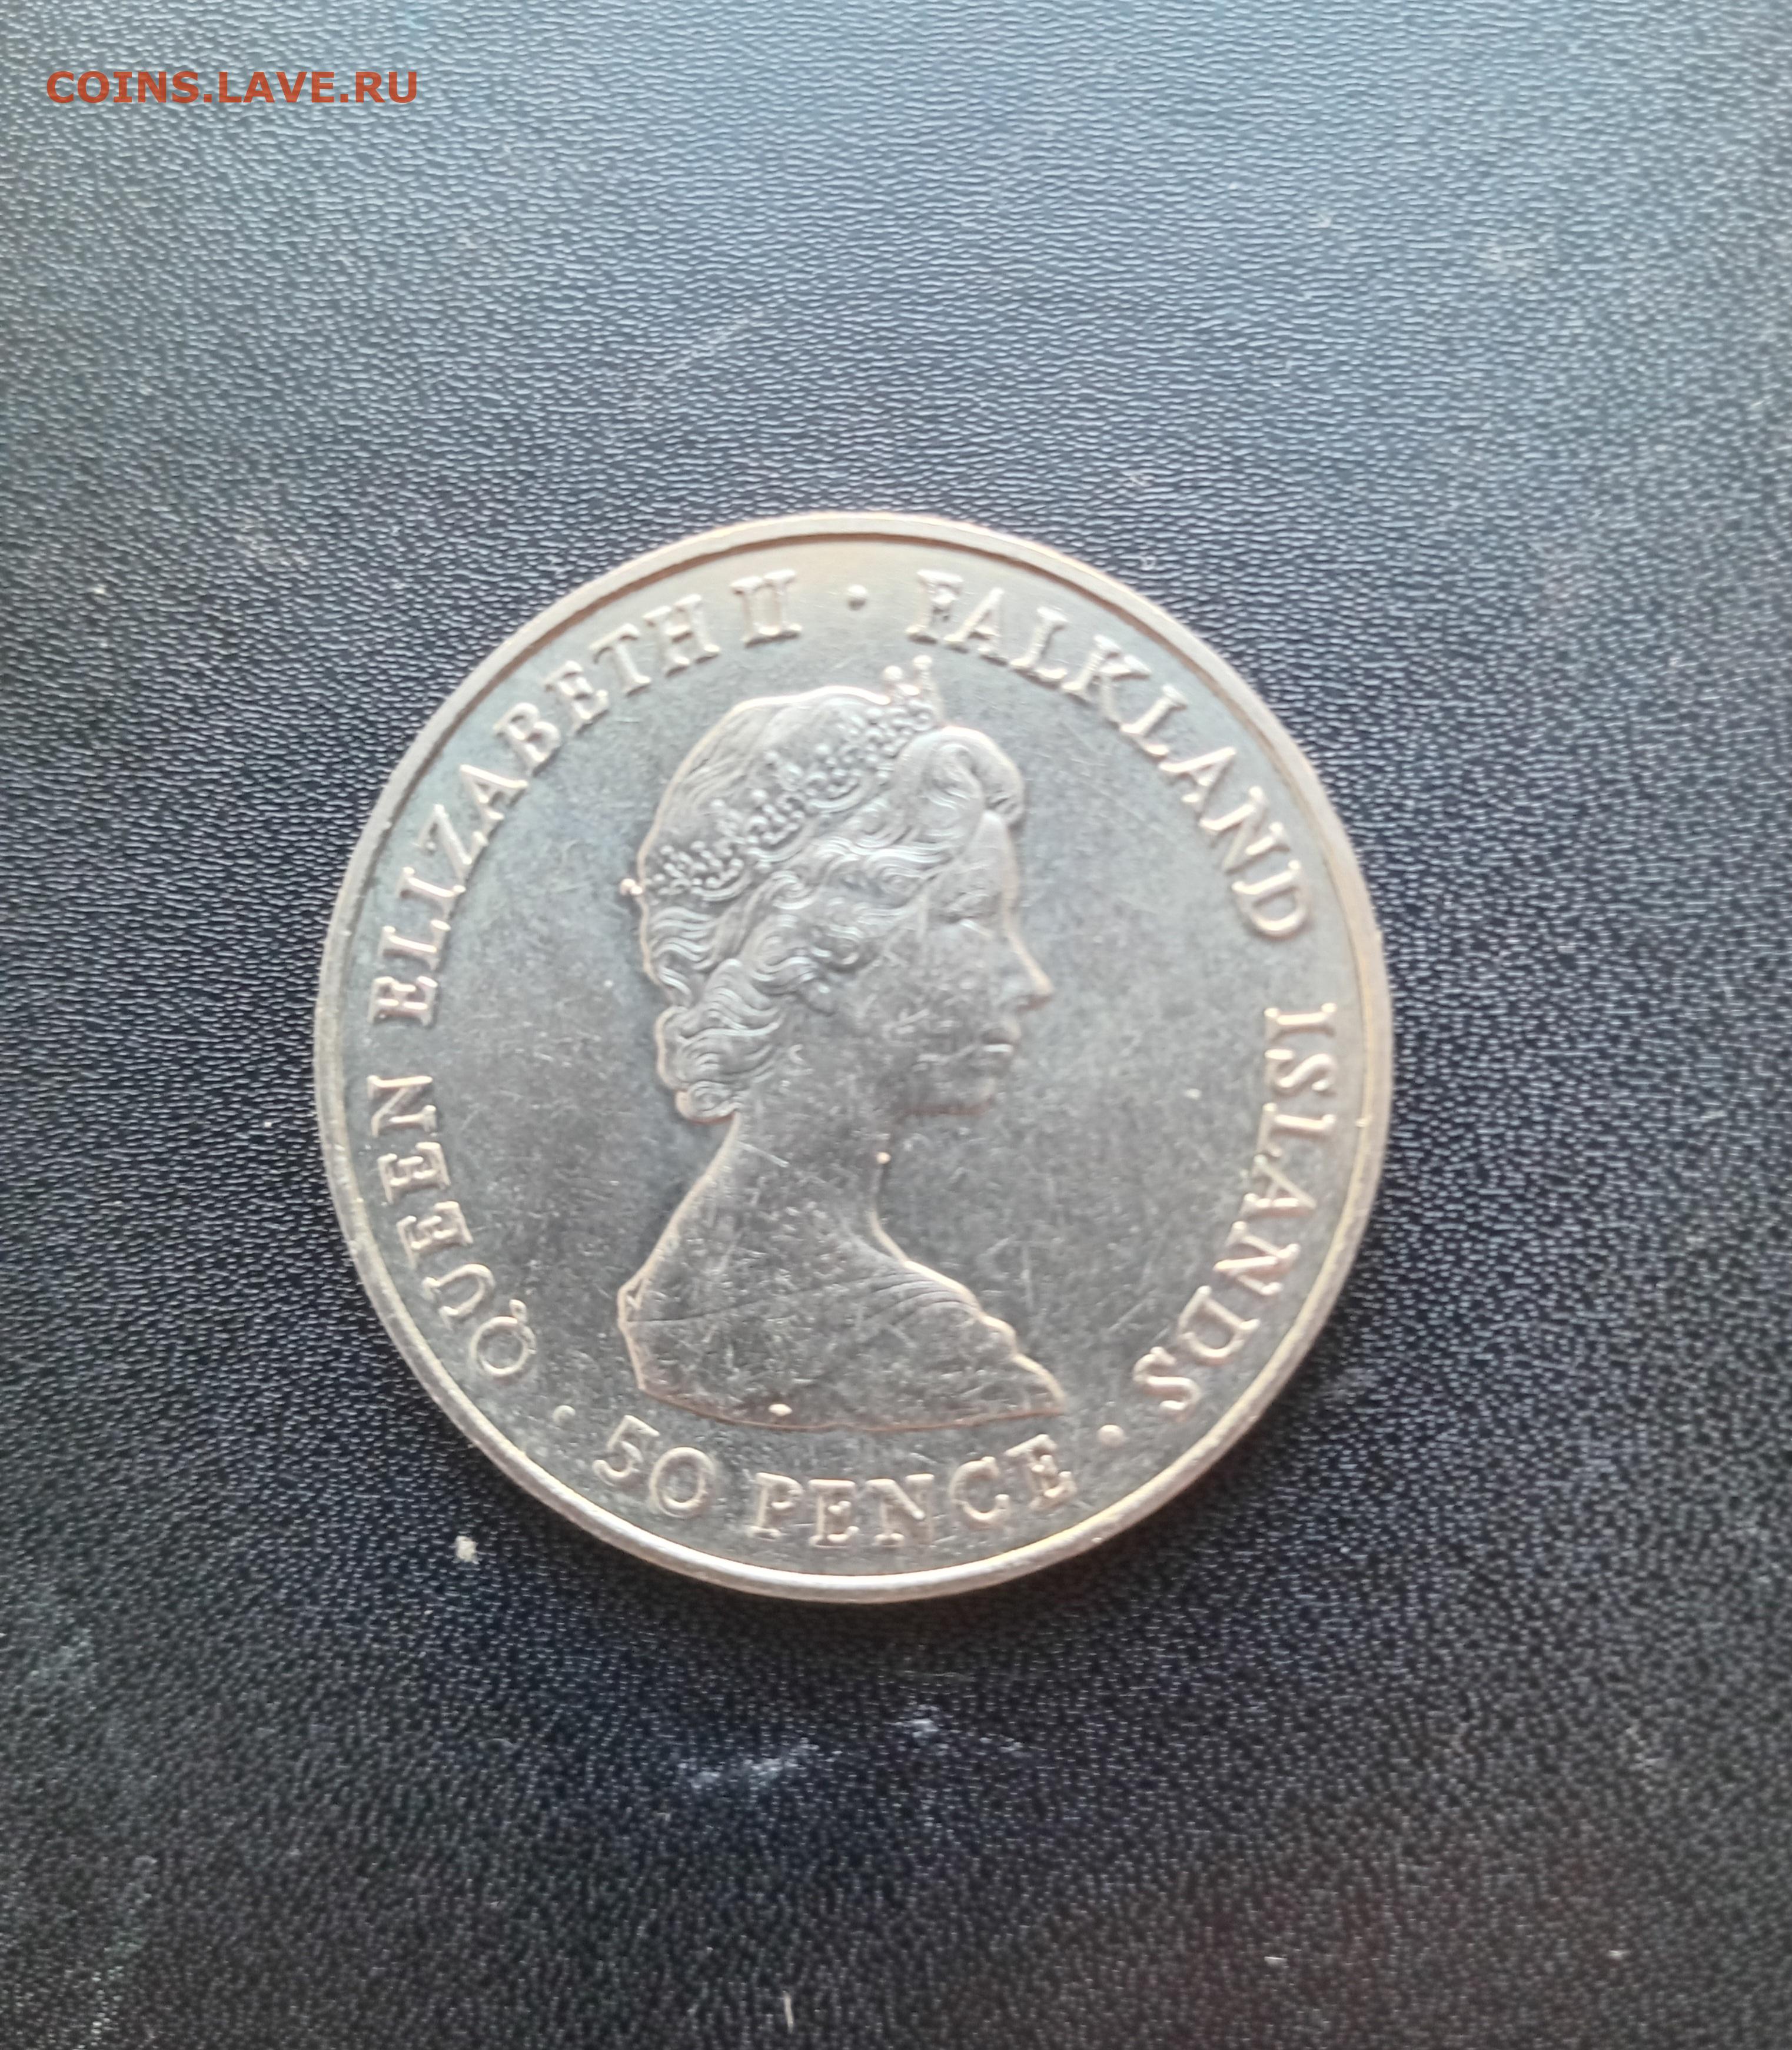 COINS.LAVE.RU
QUEEN ELIZABETH II · FALKLAND ISLANDS ·
50 PENCE ·